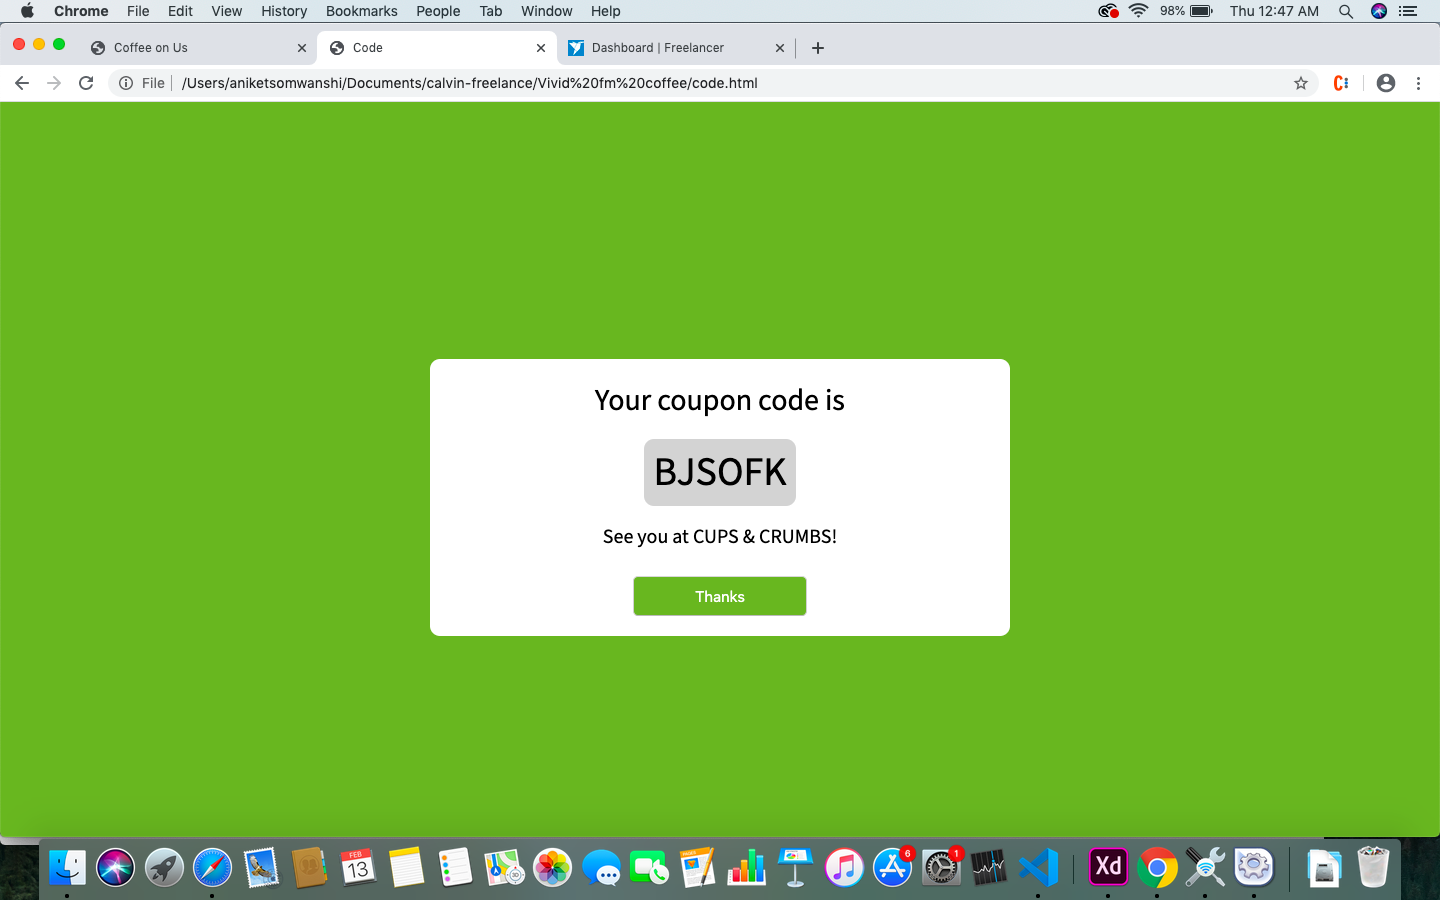 Chrome File Edit View History Bookmarks People Tab Window Help 98% Thu 12:47 AM
Coffee on Us Code Dashboard | Freelancer
File /Users/aniketsomwanshi/Documents/calvin-freelance/Vivid%20fm%20coffee/code.html
Your coupon code is
BJSOFK
See you at CUPS & CRUMBS!
Thanks
FEB
13
PAGES
3D
6
1
Xd